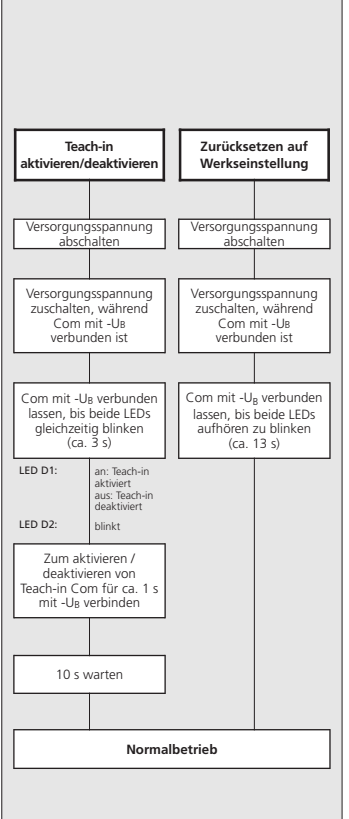 Teach-in
aktivieren/deaktivieren
Versorgungsspannung
abschalten
Versorgungsspannung
zuschalten, während
Com mit -UB
verbunden ist
Com mit -UB verbunden
lassen, bis beide LEDs
gleichzeitig blinken
(ca. 3 s)
LED D1:
an: Teach-in
aktiviert
aus: Teach-in
deaktiviert
LED D2:
blinkt
Zum aktivieren /
deaktivieren von
Teach-in Com für ca. 1 s
mit -UB verbinden
10 s warten
Zurücksetzen auf
Werkseinstellung
Versorgungsspannung
abschalten
Versorgungsspannung
zuschalten, während
Com mit -UB
verbunden ist
Com mit -UB verbunden
lassen, bis beide LEDs
aufhören zu blinken
(ca. 13 s)
Normalbetrieb